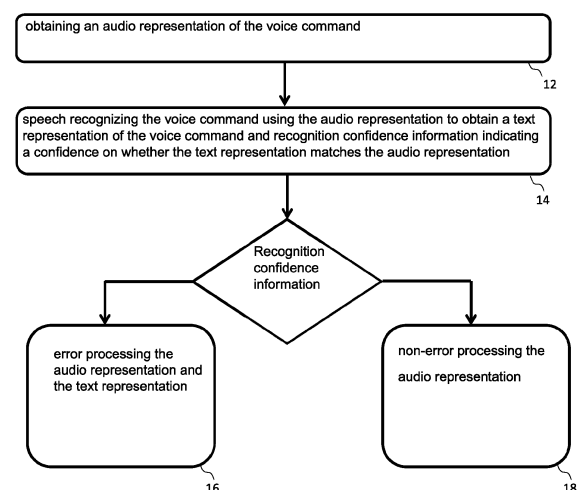 obtaining an audio representation of the voice command
12
speech recognizing the voice command using the audio representation to obtain a text
representation of the voice command and recognition confidence information indicating
a confidence on whether the text representation matches the audio representation
14
Recognition
confidence
information
error processing the
audio representation and
the text representation
16
non-error processing the
audio representation
18